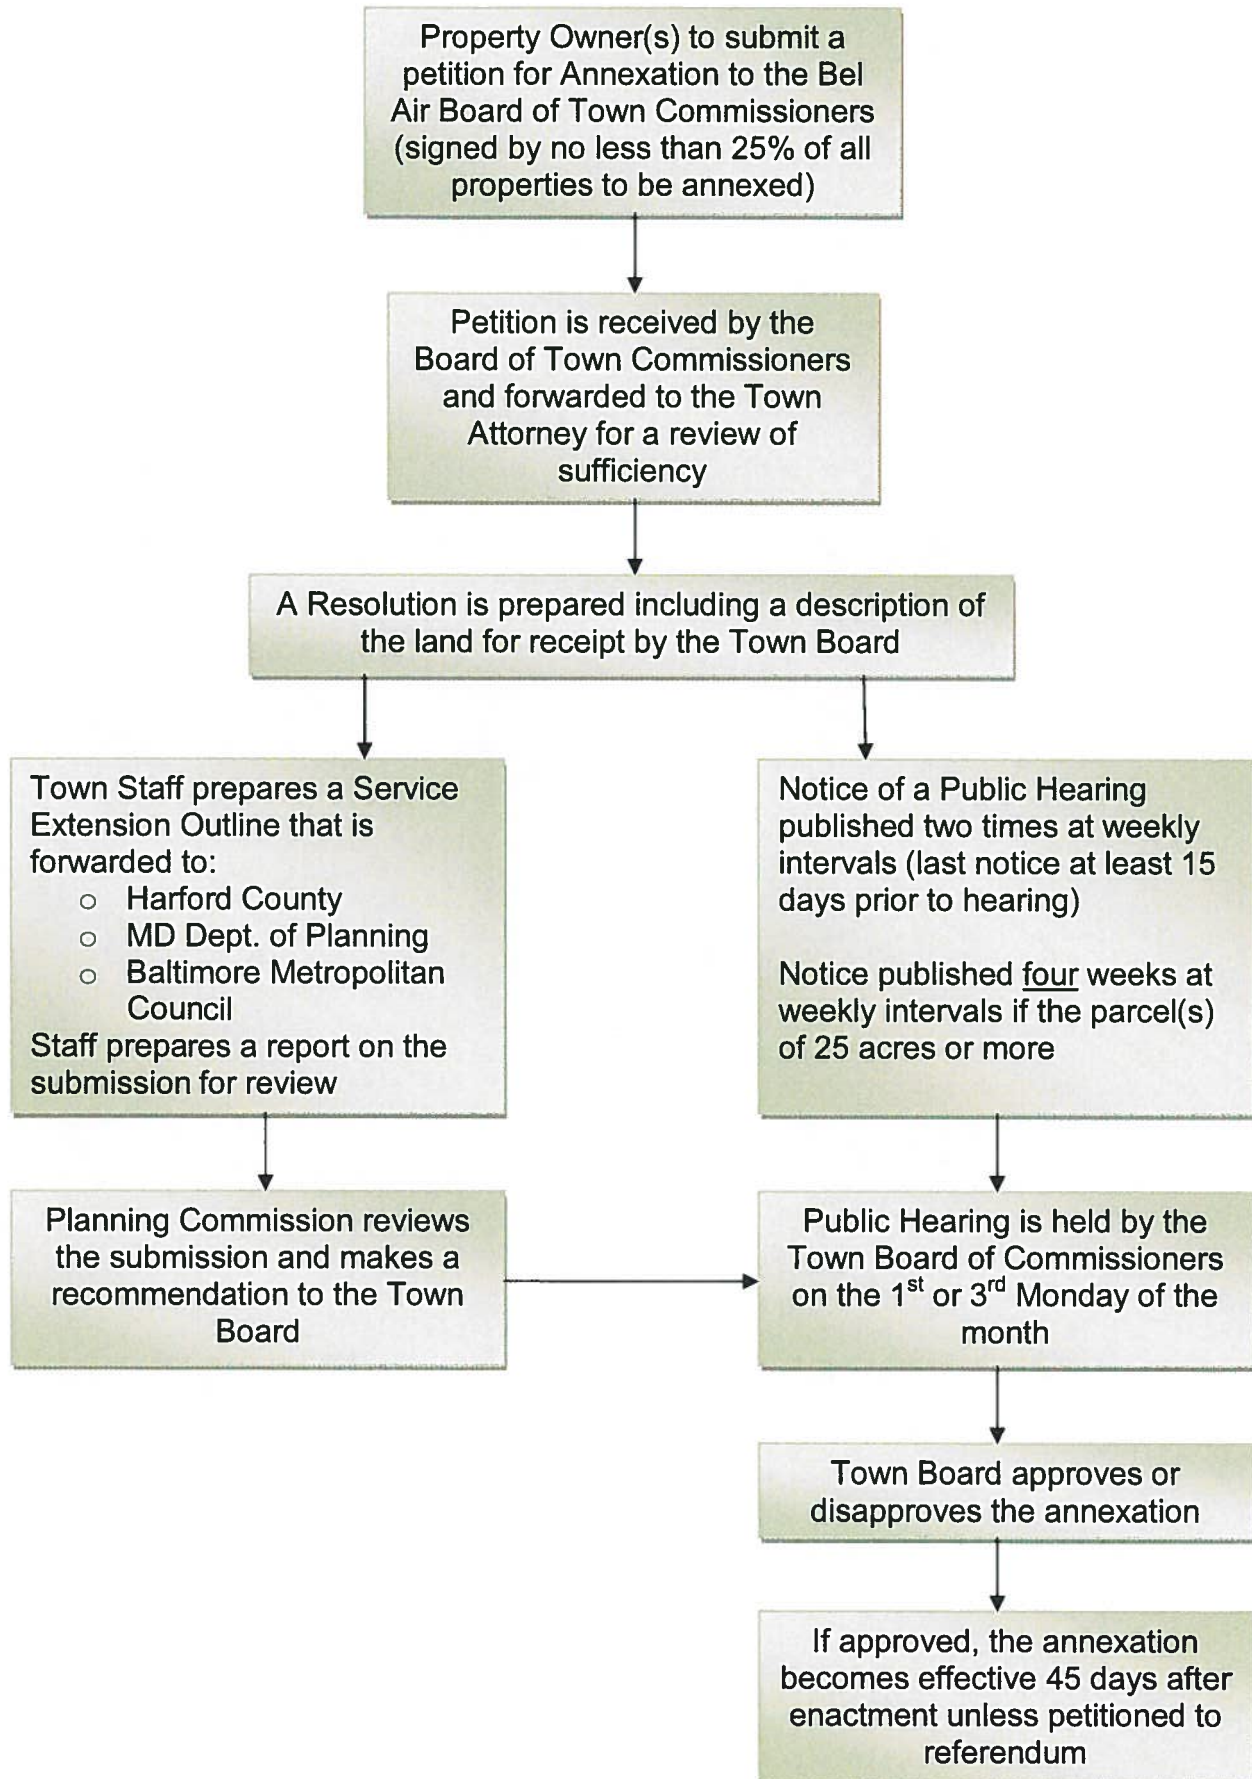 Property Owner(s) to submit a
petition for Annexation to the Bel
Air Board of Town Commissioners
(signed by no less than 25% of all
properties to be annexed)
Petition is received by the
Board of Town Commissioners
and forwarded to the Town
Attorney for a review of
sufficiency
A Resolution is prepared including a description of
the land for receipt by the Town Board
Town Staff prepares a Service
Extension Outline that is
forwarded to:
○ Harford County
○ MD Dept. of Planning
○ Baltimore Metropolitan
Council
Staff prepares a report on the
submission for review
Notice of a Public Hearing
published two times at weekly
intervals (last notice at least 15
days prior to hearing)
Notice published four weeks at
weekly intervals if the parcel(s)
of 25 acres or more
Planning Commission reviews
the submission and makes a
recommendation to the Town
Board
Public Hearing is held by the
Town Board of Commissioners
on the 1st or 3rd Monday of the
month
Town Board approves or
disapproves the annexation
If approved, the annexation
becomes effective 45 days after
enactment unless petitioned to
referendum